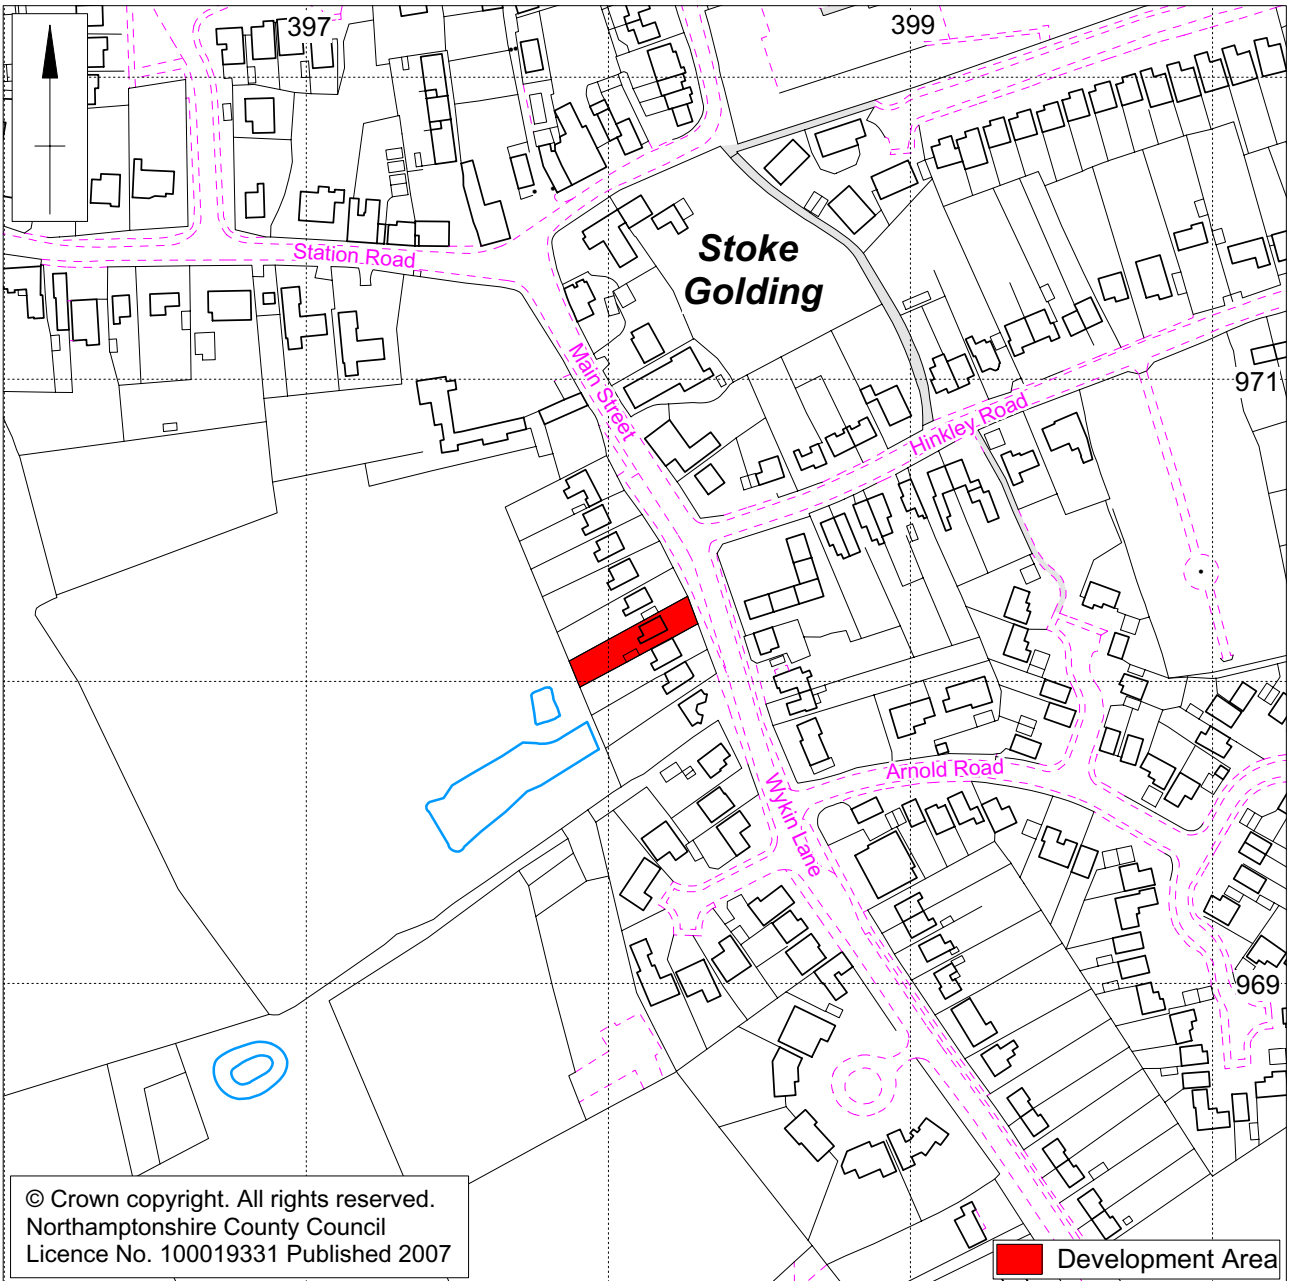 397
399
Station Road
Stoke
Golding
Main Street
971
Hinkley Road
Arnold Road
Wykin Lane
969
© Crown copyright. All rights reserved.
Northamptonshire County Council
Licence No. 100019331 Published 2007
Development Area